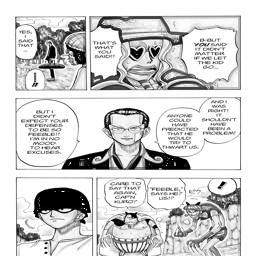 YES,
I
SAID
THAT
THAT'S
WHAT
YOU
SAID!!
B-BUT
YOU SAID
IT DIDN'T
MATTER
IF WE LET
THE KID
GO...
!!
BUT I
DIDN'T
EXPECT YOUR
DEFENSES
TO BE SO
FEEBLE!!
I'M IN NO
MOOD TO
HEAR EXCUSES.
ANYONE
COULD HAVE
PREDICTED
THAT HE
WOULD
TRY TO
THWART US.
AND I
WAS RIGHT.
IT
SHOULDN'T
HAVE
BEEN A
PROBLEM!
CARE TO
SAY THAT
AGAIN,
CAP'N
KURO?
"FEEBLE,"
SAYS HE?
US!?